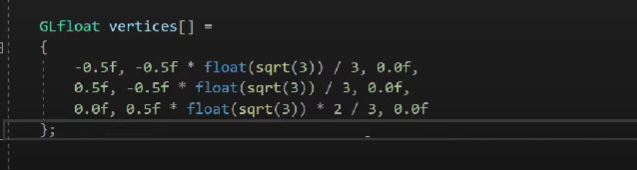 GLfloat vertices[] =
{
-0.5f, -0.5f * float(sqrt(3)) / 3, 0.0f,
0.5f, -0.5f * float(sqrt(3)) / 3, 0.0f,
0.0f, 0.5f * float(sqrt(3)) * 2 / 3, 0.0f
};